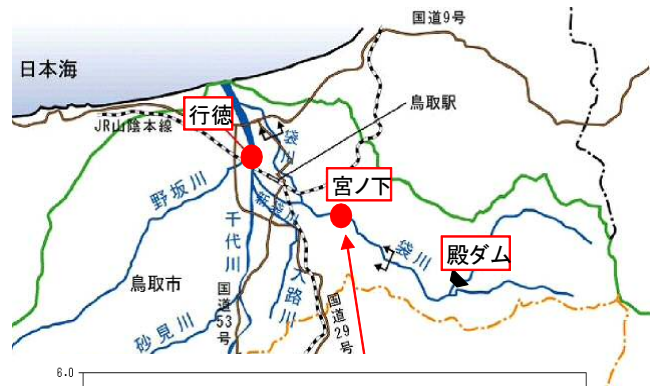 国道9号
日本海
行徳
鳥取駅
JR山陰本線
袋川
宮ノ下
野坂川
新袋川
千代川
袋川
殿ダム
鳥取市
大路川
国道53号
国道29号
砂見川
6.0